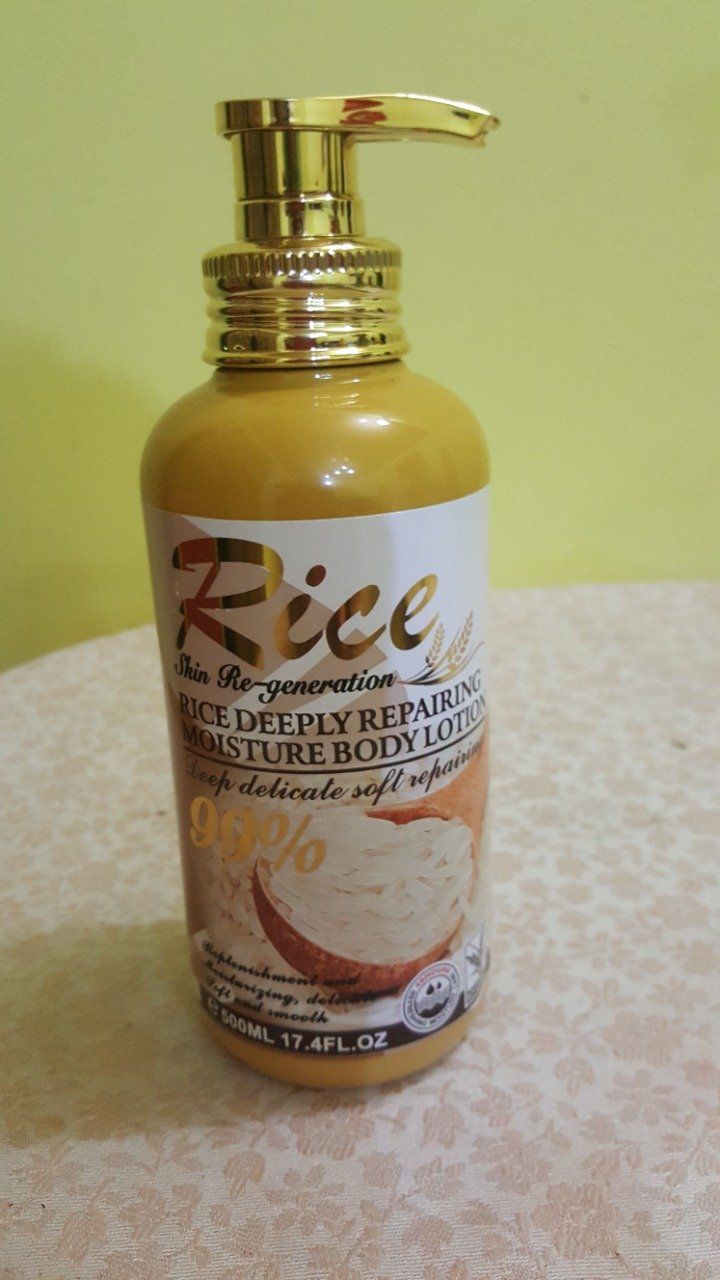 Rice
Skin Re-generation
RICE DEEPLY REPAIRING
MOISTURE BODY LOTION
Deep delicate soft repairing
99%
Replenishment and
Moisturizing, delicate
Soft and smooth
500ML 17.4FL.OZ
MOISTURE